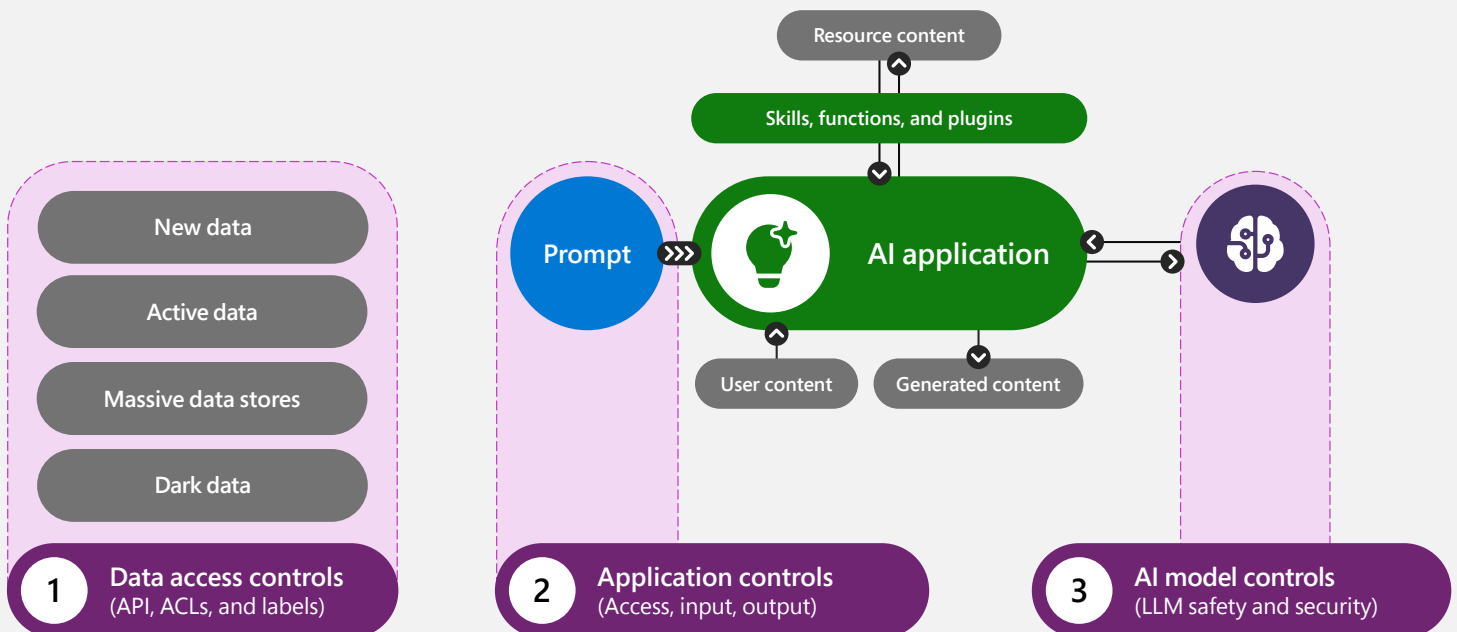 Resource content
Skills, functions, and plugins
New data
Active data
Massive data stores
Dark data
Prompt
AI application
User content
Generated content
1
Data access controls
(API, ACLs, and labels)
2
Application controls
(Access, input, output)
3
AI model controls
(LLM safety and security)